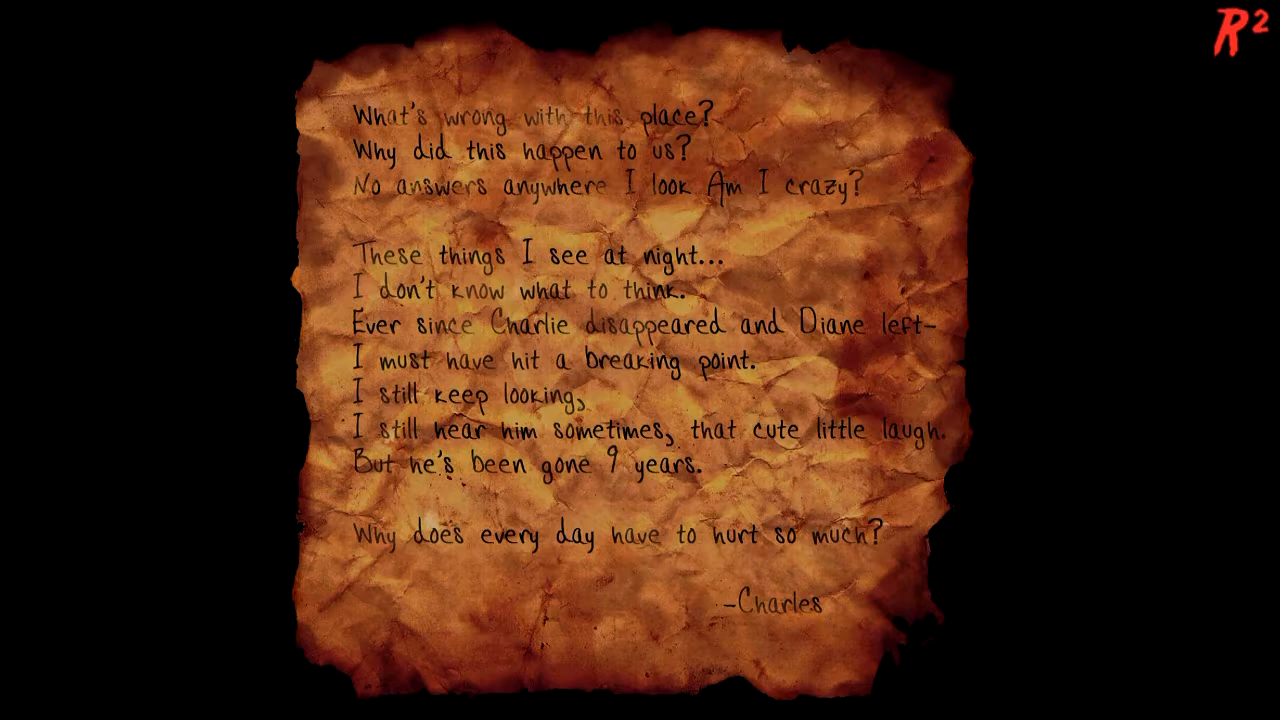 R²
What's wrong with this place?
Why did this happen to us?
No answers anywhere I look Am I crazy?
These things I see at night...
I don't know what to think.
Ever since Charlie disappeared and Diane left-
I must have hit a breaking point.
I still keep looking,
I still hear him sometimes, that cute little laugh.
But he's been gone 9 years.
Why does every day have to hurt so much?
-Charles